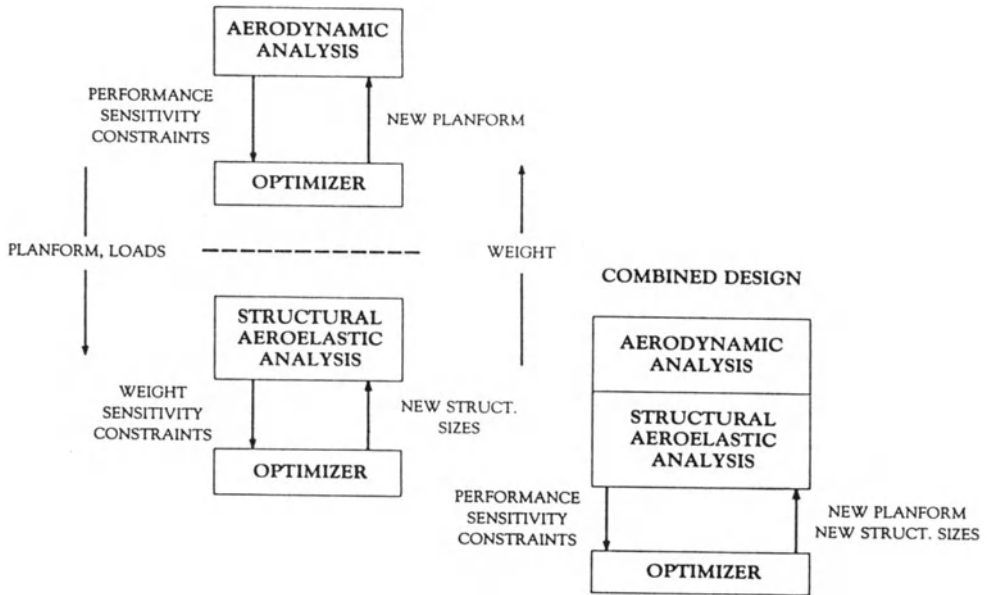 AERODYNAMIC
ANALYSIS
PERFORMANCE
SENSITIVITY
CONSTRAINTS
NEW PLANFORM
OPTIMIZER
PLANFORM, LOADS
WEIGHT
STRUCTURAL
AEROELASTIC
ANALYSIS
WEIGHT
SENSITIVITY
CONSTRAINTS
NEW STRUCT.
SIZES
OPTIMIZER
COMBINED DESIGN
AERODYNAMIC
ANALYSIS
STRUCTURAL
AEROELASTIC
ANALYSIS
PERFORMANCE
SENSITIVITY
CONSTRAINTS
NEW PLANFORM
NEW STRUCT. SIZES
OPTIMIZER